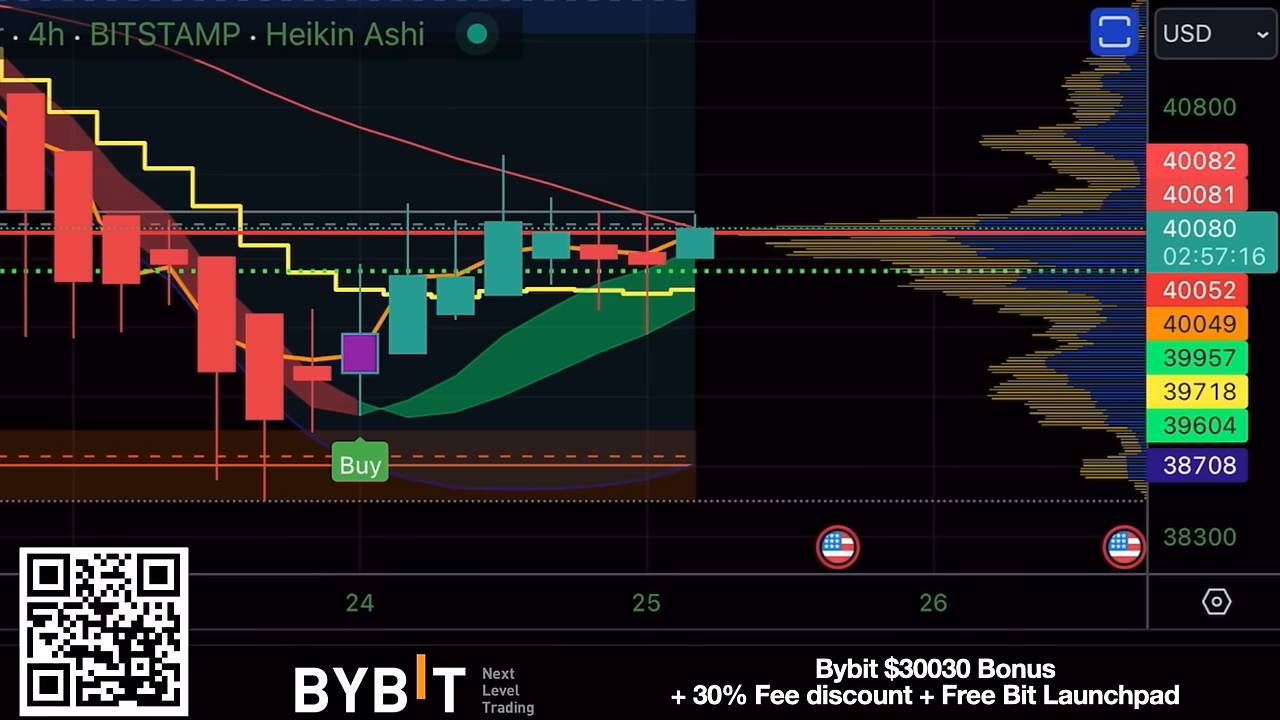 · 4h · BITSTAMP · Heikin Ashi
USD
40800
40082
40081
40080
02:57:16
40052
40049
39957
39718
39604
38708
38300
Buy
24 25 26
BYBIT
Next
Level
Trading
Bybit $30030 Bonus
+ 30% Fee discount + Free Bit Launchpad